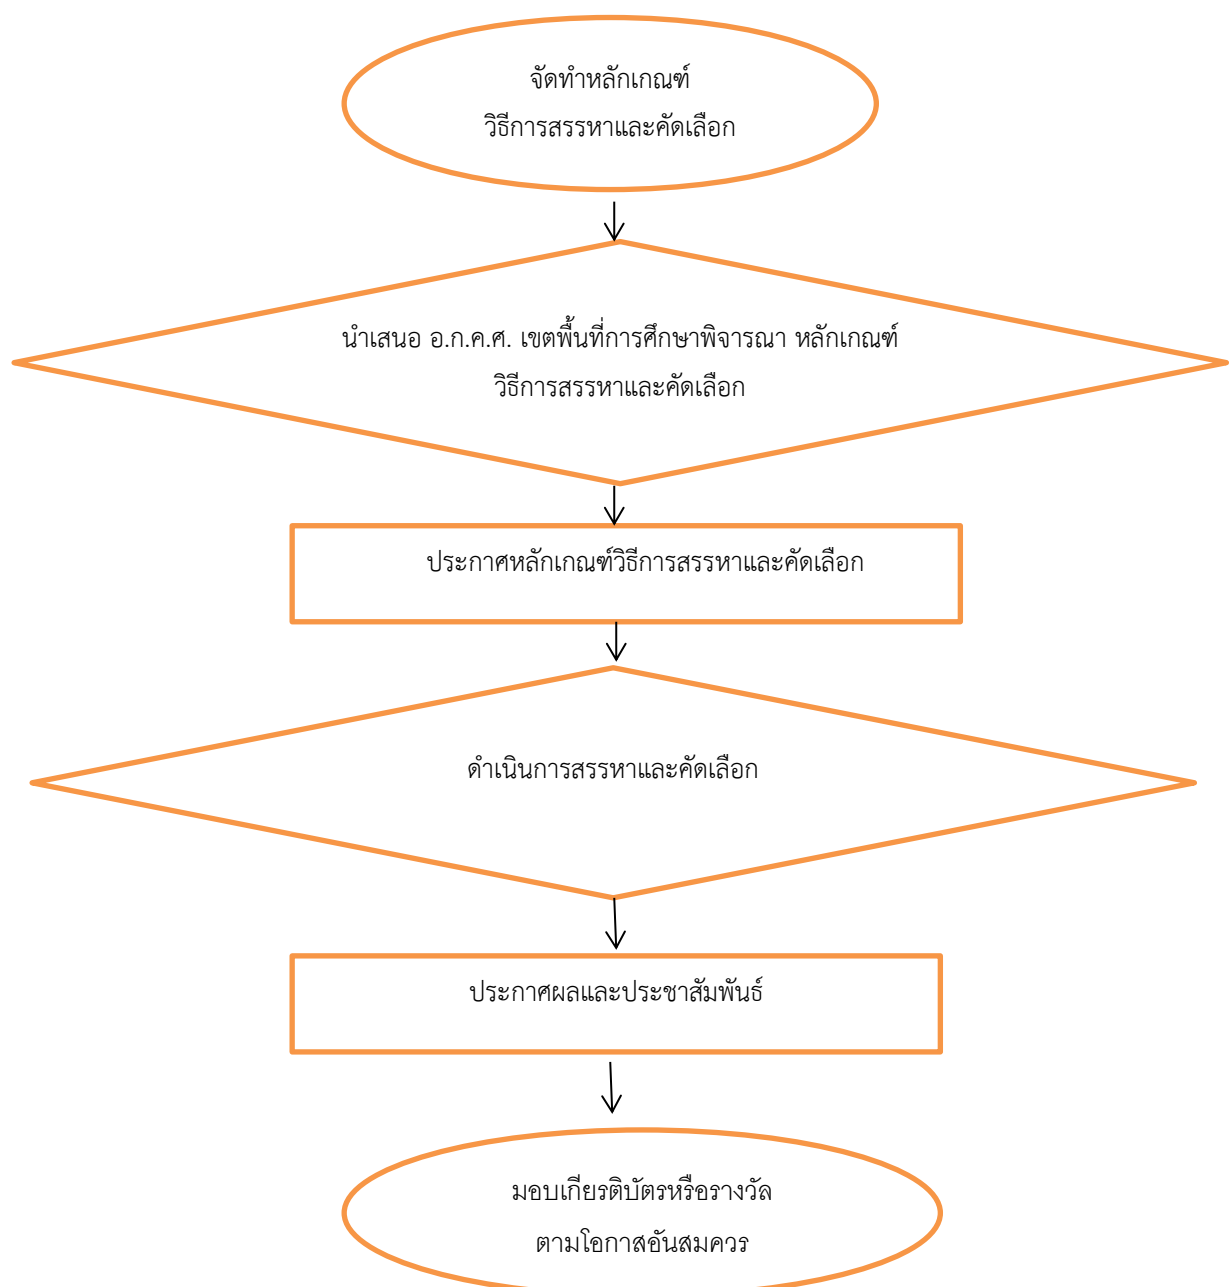 จัดทำหลักเกณฑ์
วิธีการสรรหาและคัดเลือก
นำเสนอ อ.ก.ค.ศ. เขตพื้นที่การศึกษาพิจารณา หลักเกณฑ์
วิธีการสรรหาและคัดเลือก
ประกาศหลักเกณฑ์วิธีการสรรหาและคัดเลือก
ดำเนินการสรรหาและคัดเลือก
ประกาศผลและประชาสัมพันธ์
มอบเกียรติบัตรหรือรางวัล
ตามโอกาสอันสมควร